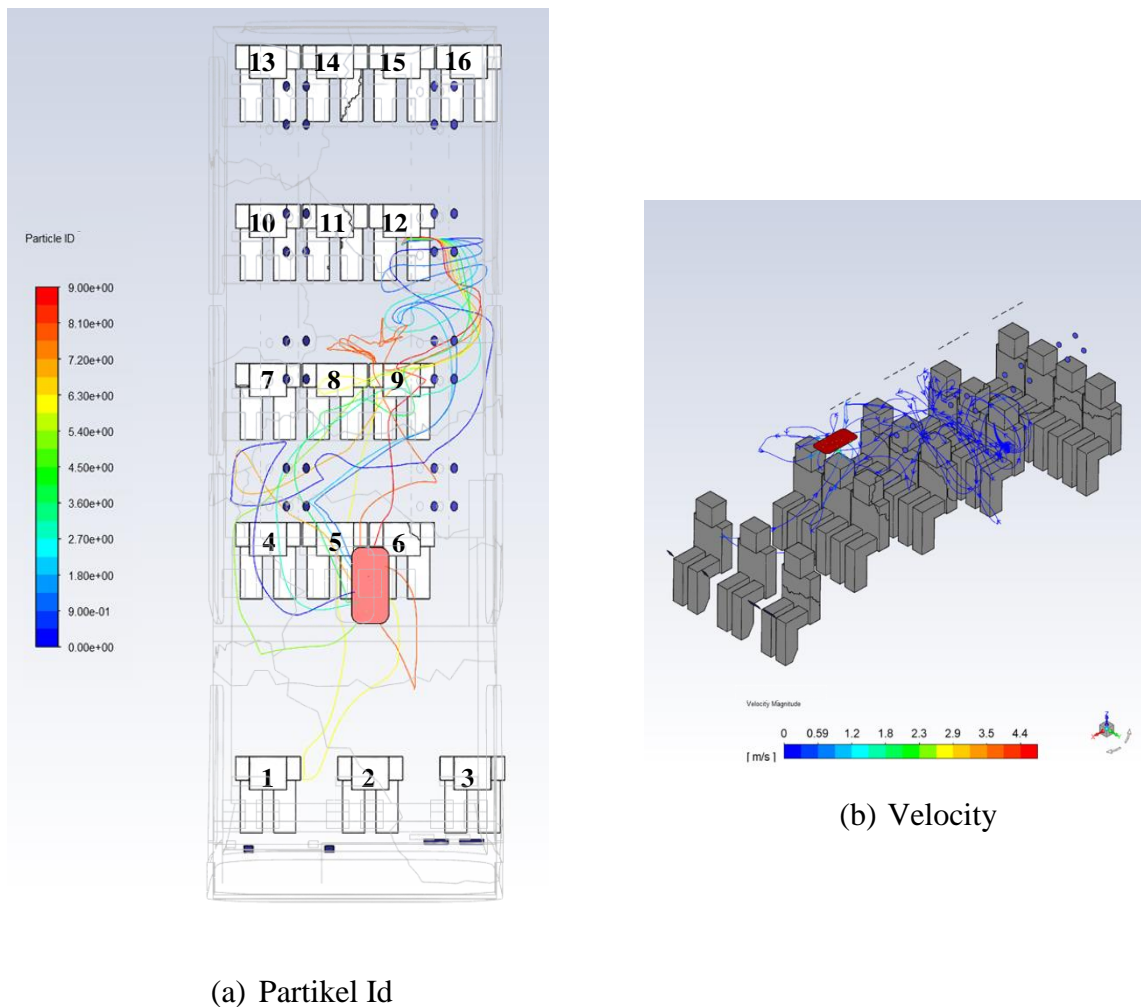 13 14 15 16
10 11 12
Particle ID
9.00e+00
8.10e+00
7.20e+00
6.30e+00
5.40e+00
4.50e+00
3.60e+00
2.70e+00
1.80e+00
9.00e-01
0.00e+00
7 8 9
4 5 6
1 2 3
(a) Partikel Id
Velocity Magnitude
0 0.59 1.2 1.8 2.3 2.9 3.5 4.4
[ m/s ]
Z
X
Y
(b) Velocity